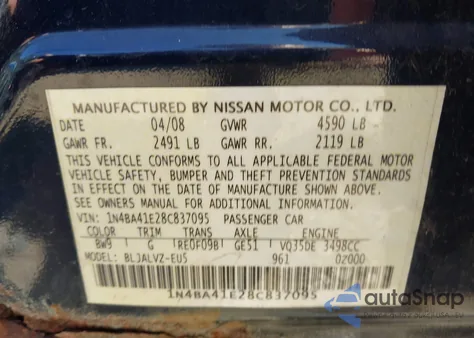 MANUFACTURED BY NISSAN MOTOR CO., LTD.
DATE 04/08 GVWR 4590 LB
GAWR FR. 2491 LB GAWR RR. 2119 LB
THIS VEHICLE CONFORMS TO ALL APPLICABLE FEDERAL MOTOR
VEHICLE SAFETY, BUMPER AND THEFT PREVENTION STANDARDS
IN EFFECT ON THE DATE OF MANUFACTURE SHOWN ABOVE.
SEE OWNERS MANUAL FOR ADDITIONAL INFORMATION
VIN: 1N4BA41E28C837095 PASSENGER CAR
COLOR TRIM TRANS AXLE ENGINE
BW9 G RE0F09B GE51 VQ35DE 3498CC
MODEL: BLJALVZ-EU5 961 02000
1N4BA41E28C837095
autoSnap